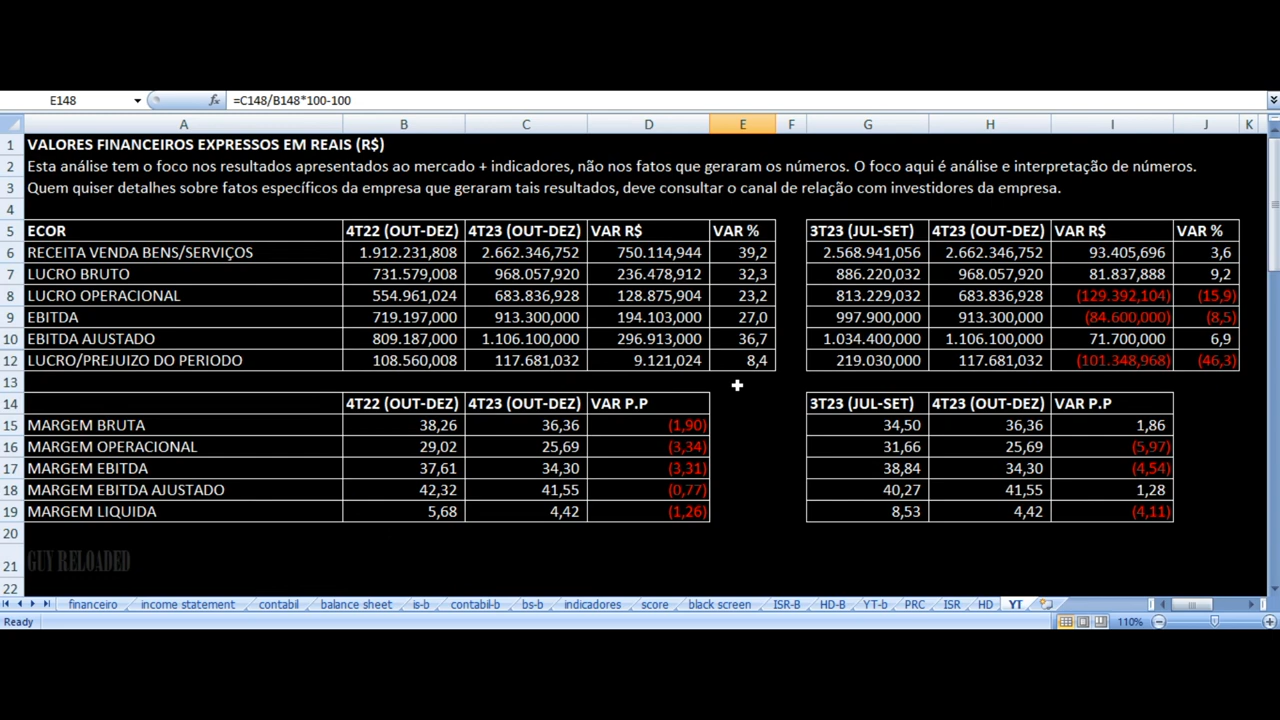 E148 fx =C148/B148*100-100
A B C D E F G H I J K
1 VALORES FINANCEIROS EXPRESSOS EM REAIS (R$)
2 Esta análise tem o foco nos resultados apresentados ao mercado + indicadores, não nos fatos que geraram os números. O foco aqui é análise e interpretação de números.
3 Quem quiser detalhes sobre fatos específicos da empresa que geraram tais resultados, deve consultar o canal de relação com investidores da empresa.
4
5 ECOR 4T22 (OUT-DEZ) 4T23 (OUT-DEZ) VAR R$ VAR % 3T23 (JUL-SET) 4T23 (OUT-DEZ) VAR R$ VAR %
6 RECEITA VENDA BENS/SERVIÇOS 1.912.231,808 2.662.346,752 750.114,944 39,2 2.568.941,056 2.662.346,752 93.405,696 3,6
7 LUCRO BRUTO 731.579,008 968.057,920 236.478,912 32,3 886.220,032 968.057,920 81.837,888 9,2
8 LUCRO OPERACIONAL 554.961,024 683.836,928 128.875,904 23,2 813.229,032 683.836,928 (129.392,104) (15,9)
9 EBITDA 719.197,000 913.300,000 194.103,000 27,0 997.900,000 913.300,000 (84.600,000) (8,5)
10 EBITDA AJUSTADO 809.187,000 1.106.100,000 296.913,000 36,7 1.034.400,000 1.106.100,000 71.700,000 6,9
12 LUCRO/PREJUIZO DO PERIODO 108.560,008 117.681,032 9.121,024 8,4 219.030,000 117.681,032 (101.348,968) (46,3)
13
14 4T22 (OUT-DEZ) 4T23 (OUT-DEZ) VAR P.P 3T23 (JUL-SET) 4T23 (OUT-DEZ) VAR P.P
15 MARGEM BRUTA 38,26 36,36 (1,90) 34,50 36,36 1,86
16 MARGEM OPERACIONAL 29,02 25,69 (3,34) 31,66 25,69 (5,97)
17 MARGEM EBITDA 37,61 34,30 (3,31) 38,84 34,30 (4,54)
18 MARGEM EBITDA AJUSTADO 42,32 41,55 (0,77) 40,27 41,55 1,28
19 MARGEM LIQUIDA 5,68 4,42 (1,26) 8,53 4,42 (4,11)
20
21 GUY RELOADED
22
financeiro income statement contabil balance sheet is-b contabil-b bs-b indicadores score black screen ISR-B HD-B YT-b PRC ISR HD YT
Ready 110%